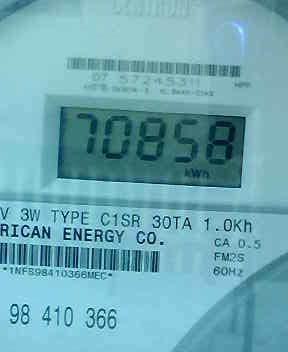 CENTRON
07 57245311
70858
kWh
V 3W TYPE C1SR 30TA 1.0Kh
RICAN ENERGY CO.
CA 0.5
FM2S
60Hz
*1NFS98410366MEC*
98 410 366